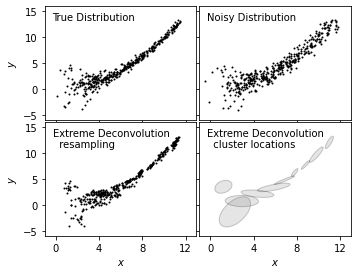 True Distribution
Noisy Distribution
15
10
5
0
−5
y
Extreme Deconvolution
resampling
Extreme Deconvolution
cluster locations
15
10
5
0
−5
y
0 4 8 12
x
0 4 8 12
x